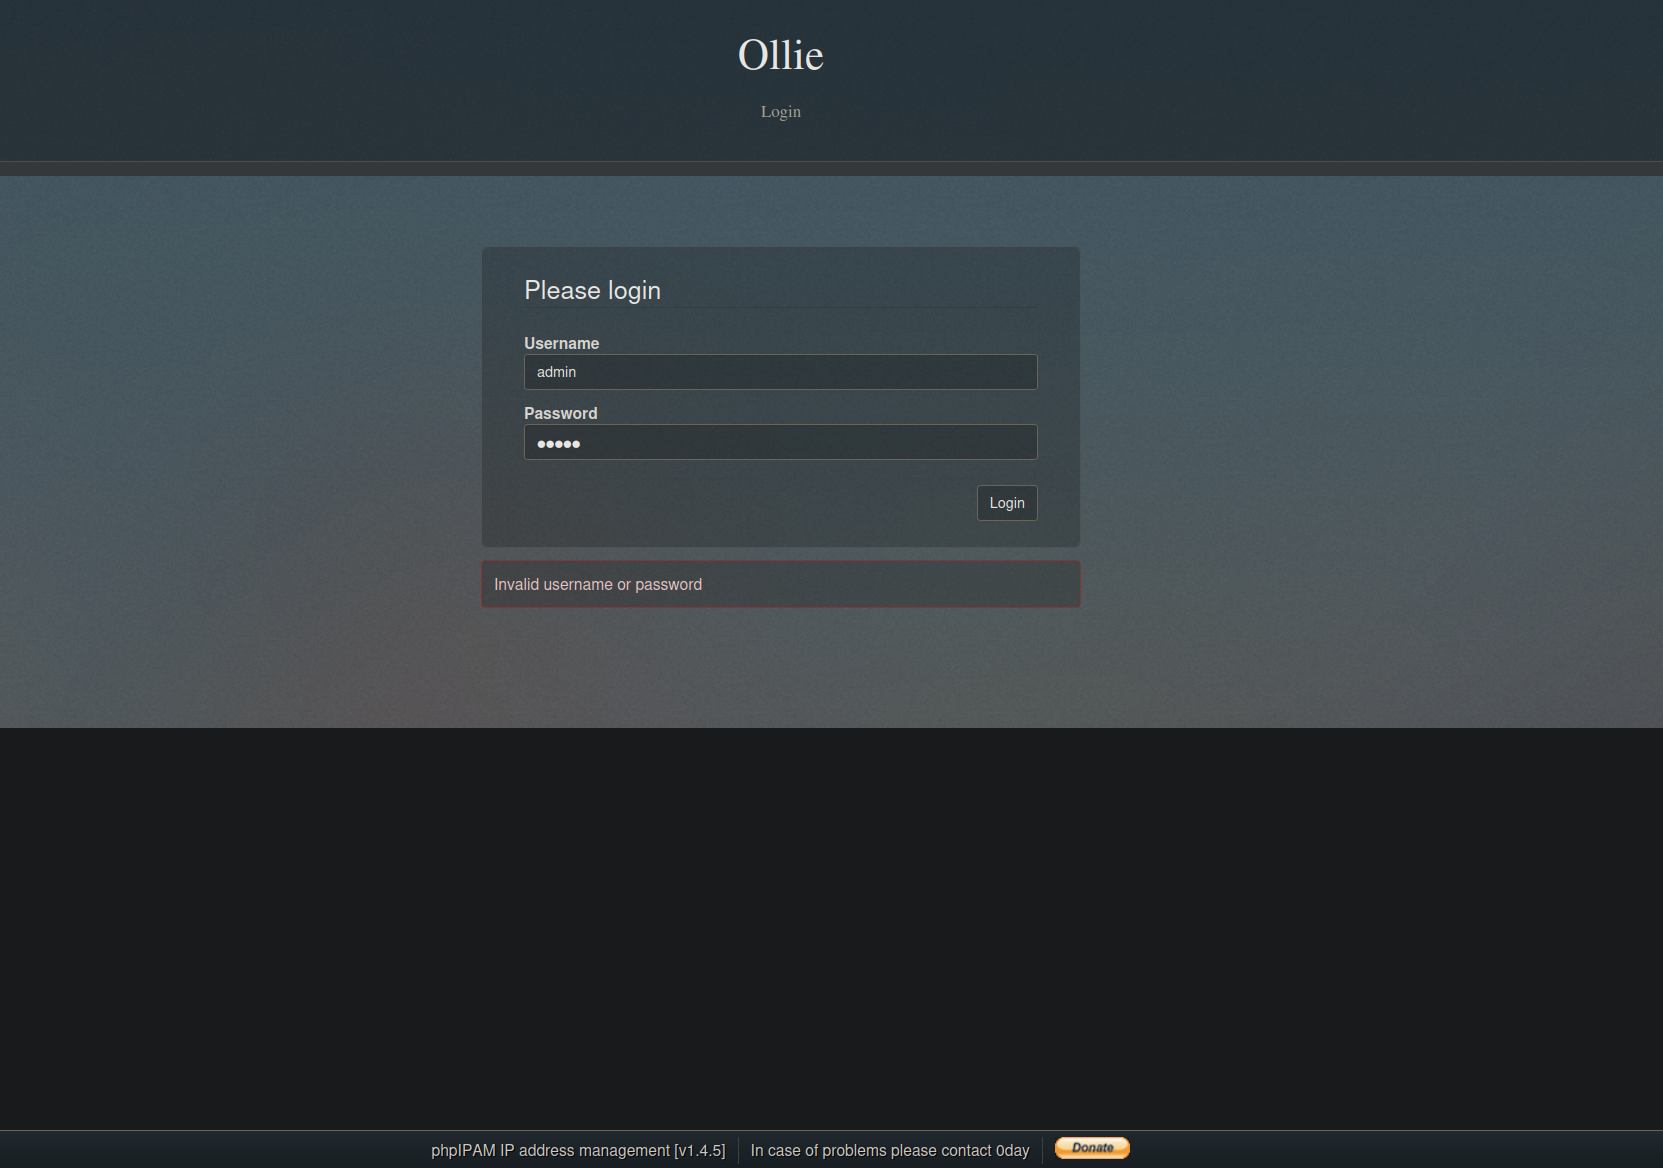 Ollie
Login
Please login
Username
admin
Password
●●●●●
Login
Invalid username or password
phpIPAM IP address management [v1.4.5] In case of problems please contact 0day Donate